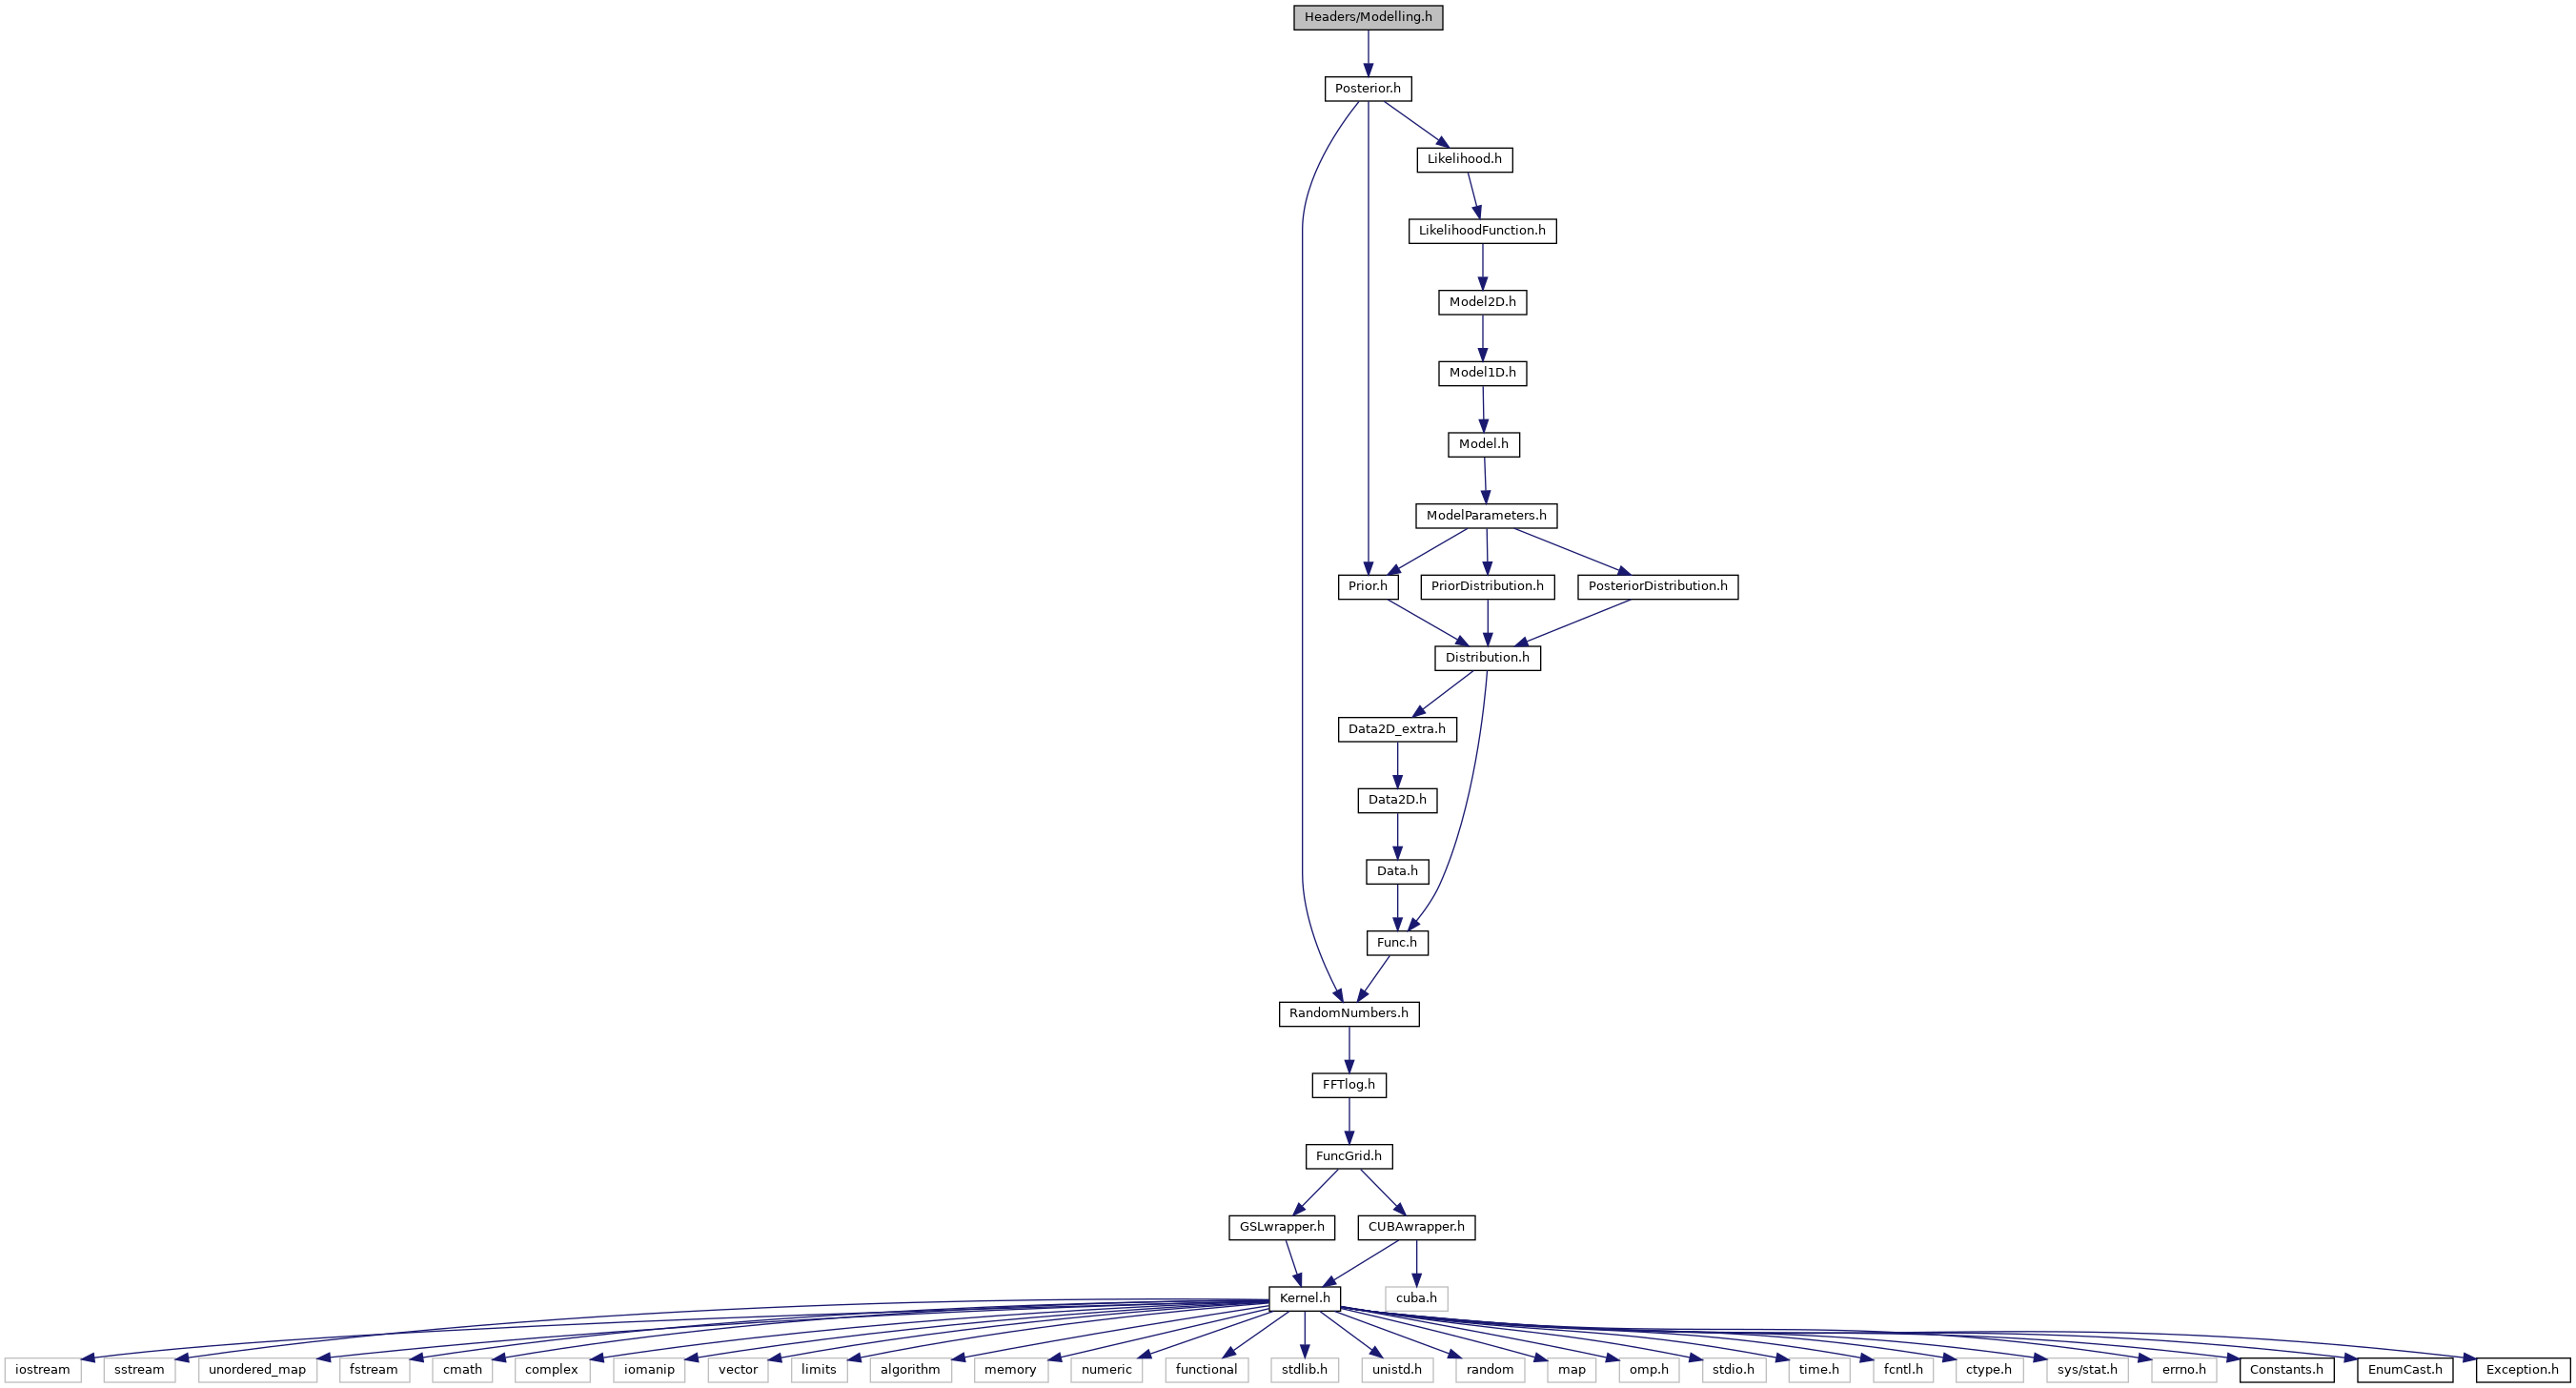 Headers/Modelling.h
Posterior.h
Likelihood.h
LikelihoodFunction.h
Model2D.h
Model1D.h
Model.h
ModelParameters.h
Prior.h
PriorDistribution.h
PosteriorDistribution.h
Distribution.h
Data2D_extra.h
Data2D.h
Data.h
Func.h
RandomNumbers.h
FFTlog.h
FuncGrid.h
GSLwrapper.h
CUBAwrapper.h
Kernel.h
cuba.h
iostream
sstream
unordered_map
fstream
cmath
complex
iomanip
vector
limits
algorithm
memory
numeric
functional
stdlib.h
unistd.h
random
map
omp.h
stdio.h
time.h
fcntl.h
ctype.h
sys/stat.h
errno.h
Constants.h
EnumCast.h
Exception.h